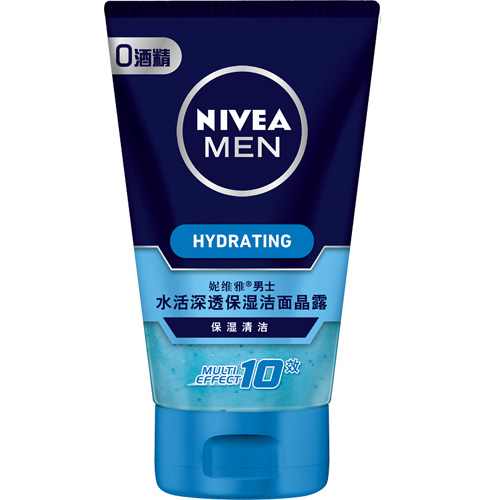 0酒精
NIVEA
MEN
HYDRATING
妮维雅®男士
水活深透保湿洁面晶露
保湿清洁
MULTI EFFECT 10效